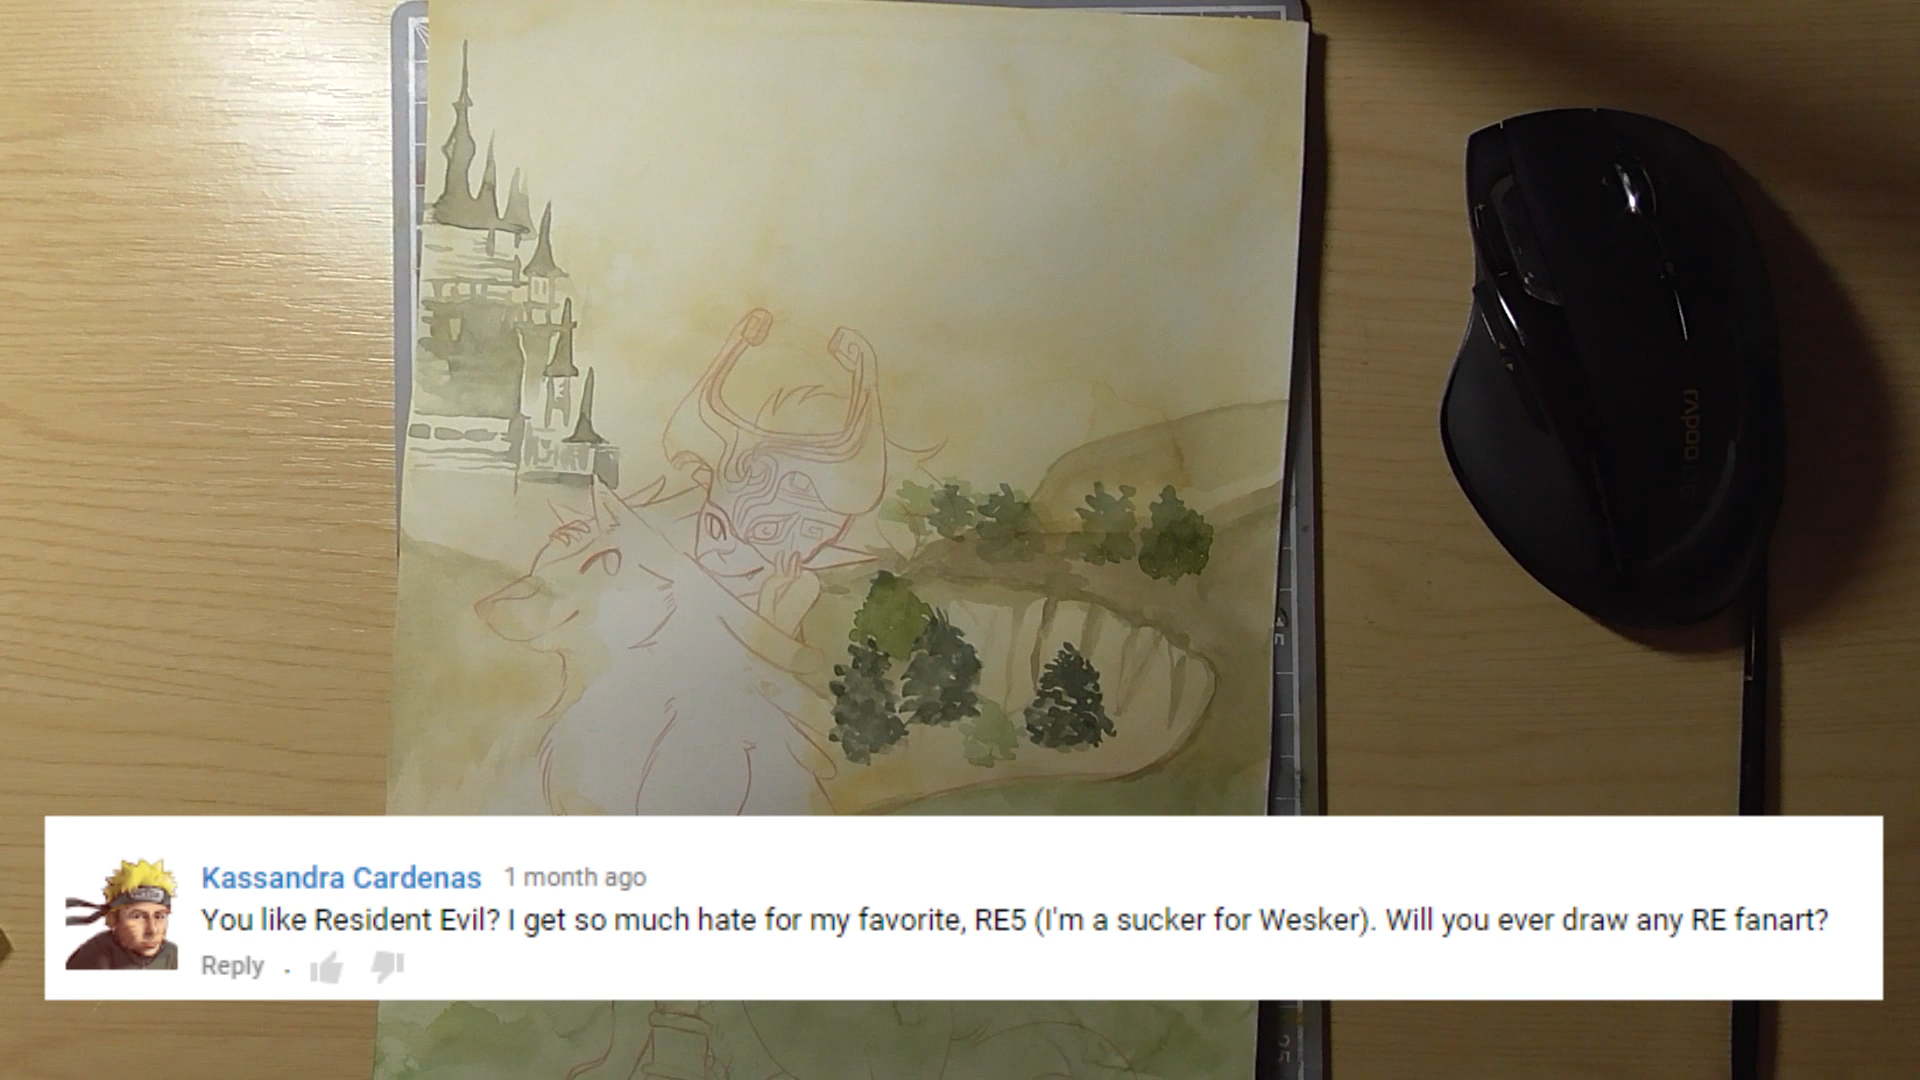 rapoo
Kassandra Cardenas 1 month ago
You like Resident Evil? I get so much hate for my favorite, RE5 (I'm a sucker for Wesker). Will you ever draw any RE fanart?
Reply .